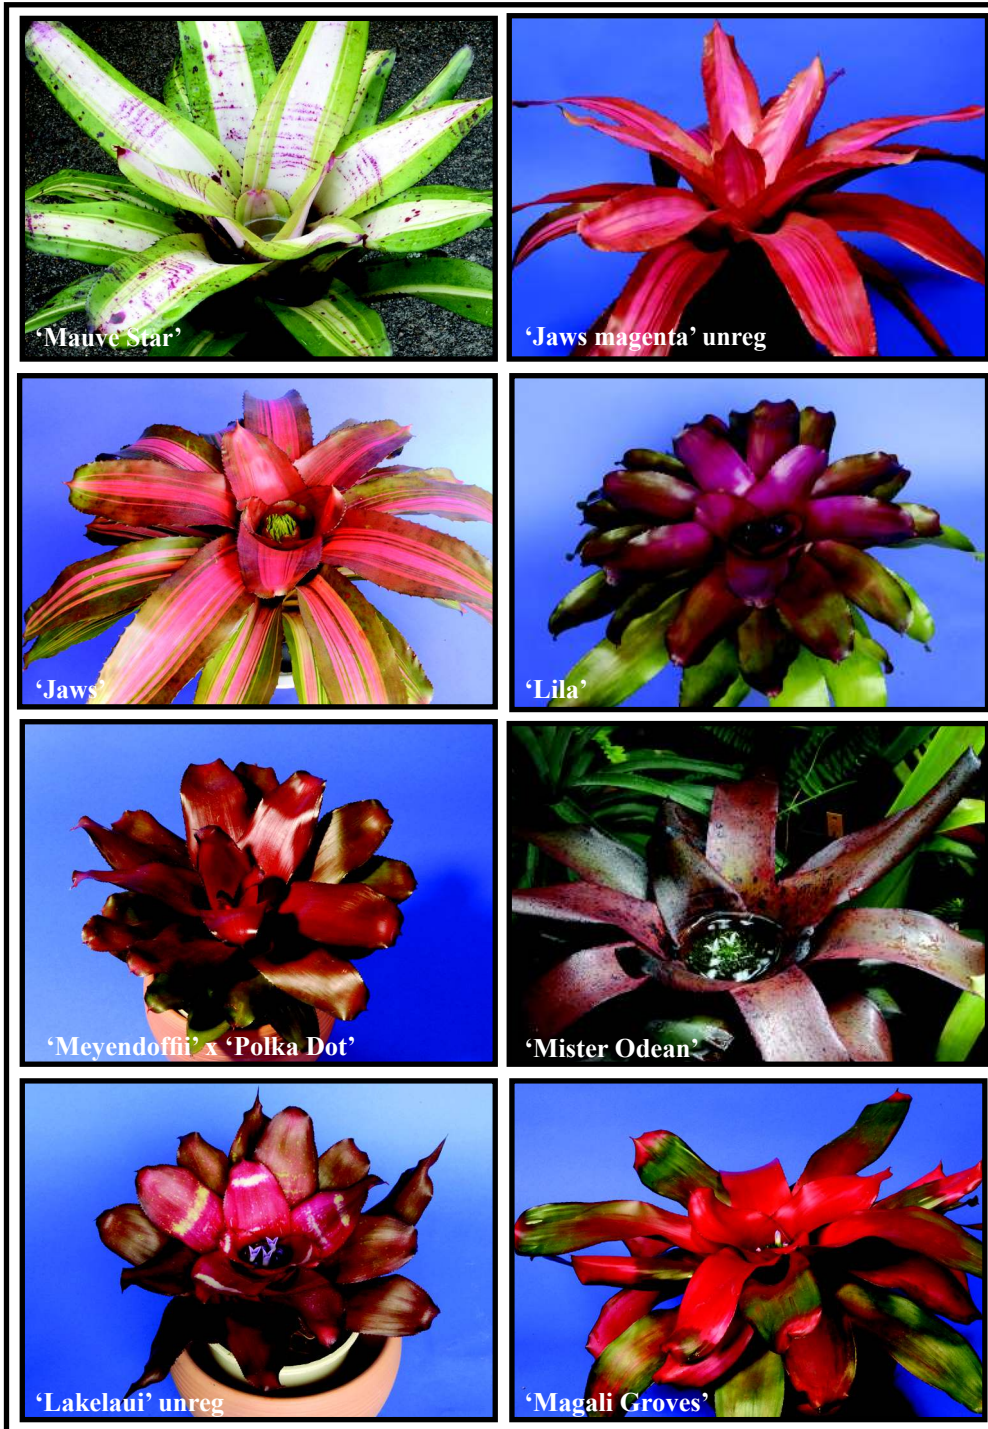 ‘Mauve Star’
‘Jaws magenta’ unreg
‘Jaws’
‘Lila’
‘Meyendoffii’ x ‘Polka Dot’
‘Mister Odean’
‘Lakelaui’ unreg
‘Magali Groves’